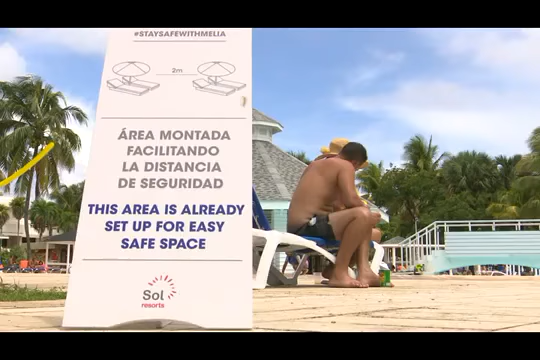 #STAYSAFEWITHMELIA
2m
ÁREA MONTADA
FACILITANDO
LA DISTANCIA
DE SEGURIDAD
THIS AREA IS ALREADY
SET UP FOR EASY
SAFE SPACE
Sol
resorts